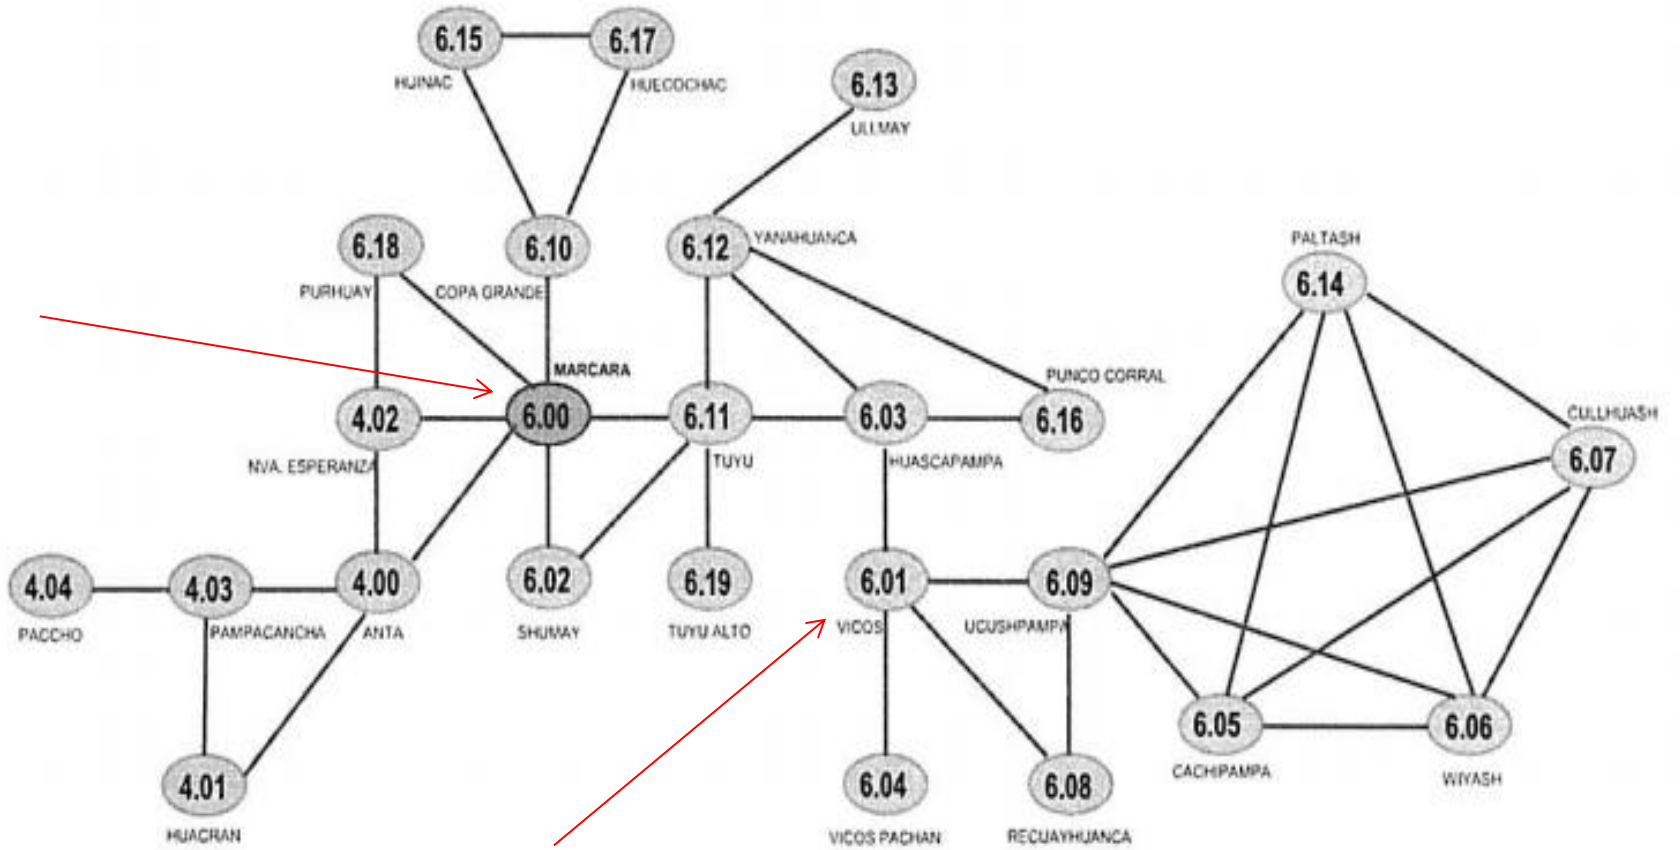 6.15
6.17
HUINAC
HUECOCHAC
6.13
ULLMAY
6.18
6.10
6.12
YANAHUANCA
PALTASH
6.14
PURHUAY
COPA GRANDE
MARCARA
PUNCO CORRAL
4.02
6.00
6.11
6.03
6.16
CULLHUASH
6.07
NVA. ESPERANZA
TUYU
HUASCAPAMPA
4.04
4.03
4.00
6.02
6.19
6.01
6.09
PACCHO
PAMPACANCHA
ANTA
SHUMAY
TUYU ALTO
VICOS
UCUSHPAMPA
6.05
6.06
4.01
6.04
6.08
CACHIPAMPA
WIYASH
HUACRAN
VICOS PACHAN
RECUAYHUANCA